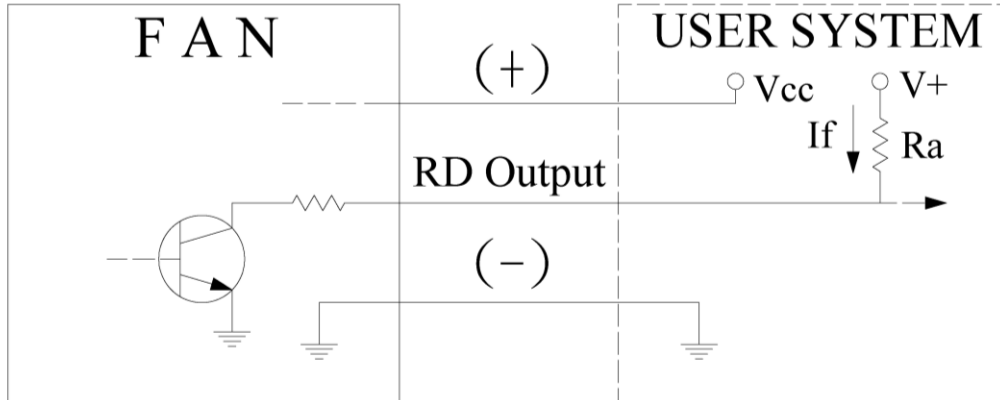 F A N
USER SYSTEM
(+)
Vcc
V+
If
Ra
RD Output
(-)